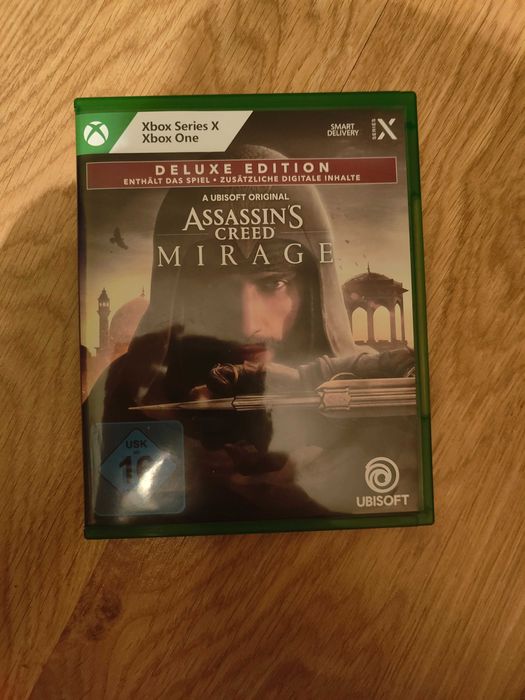 Xbox Series X
Xbox One
SMART
DELIVERY
SERIES X
DELUXE EDITION
ENTHÄLT DAS SPIEL • ZUSÄTZLICHE DIGITALE INHALTE
A UBISOFT ORIGINAL
ASSASSIN'S
CREED
MIRAGE
USK
16
UBISOFT